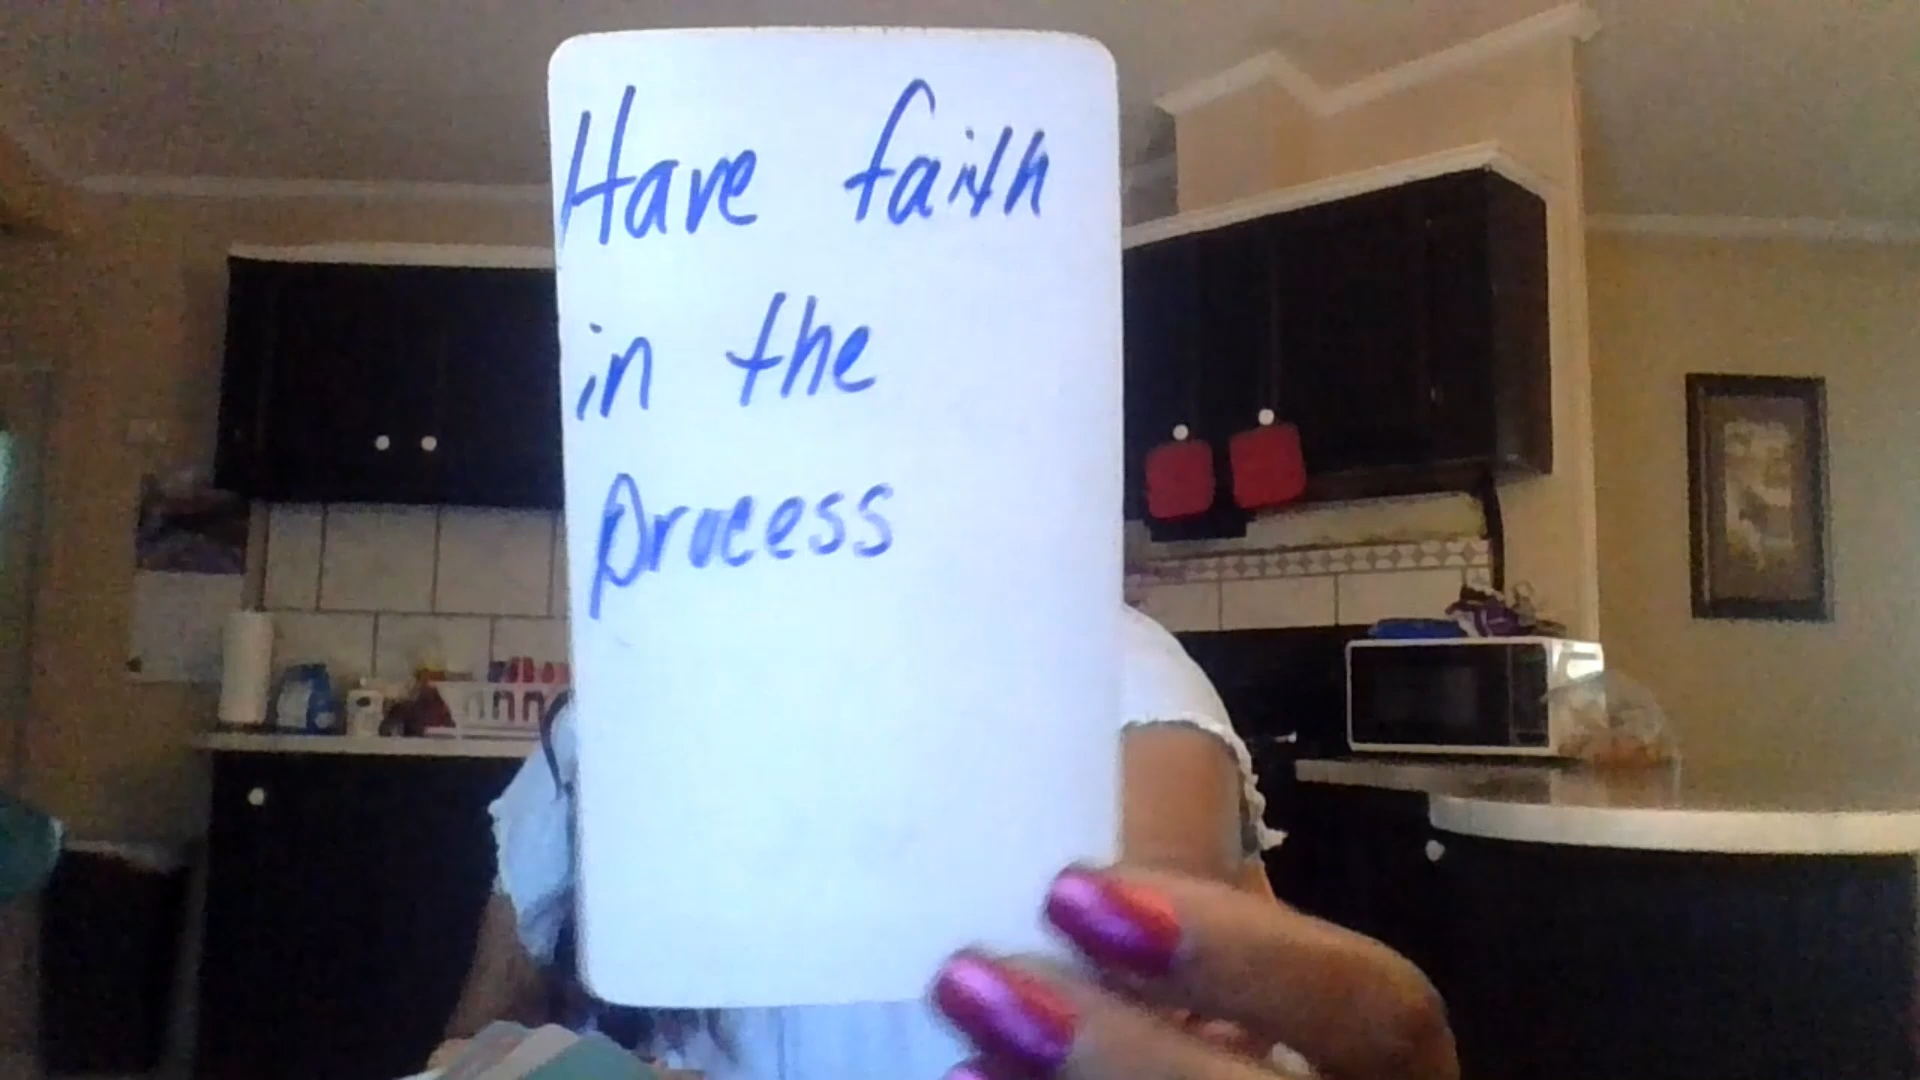 Have faith
in the
process